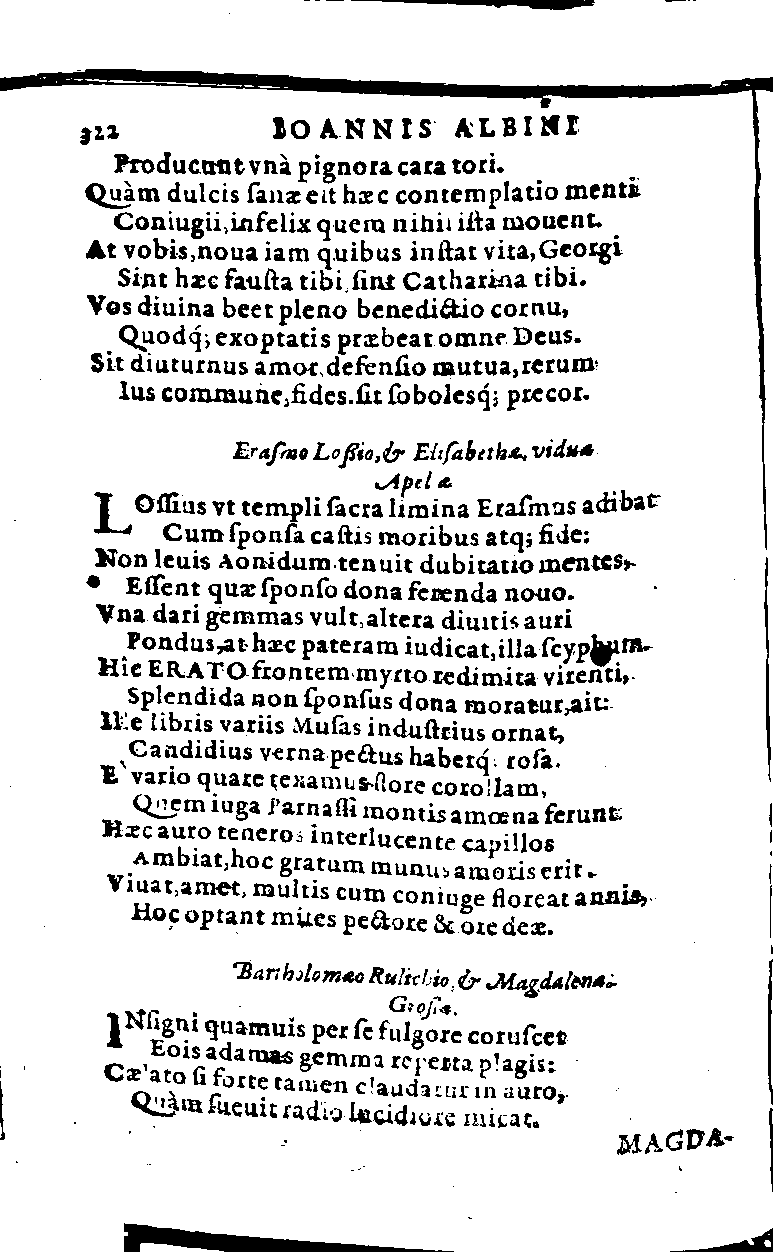 322 IOANNIS ALBINI
Producunt vnà pignora cara tori.
Quàm dulcis ſanæ eſt hæc contemplatio menti
Coniugii, infelix quem nihil iſta mouent.
At vobis, noua iam quibus inſtat vita, Georgi
Sint hæc fauſta tibi, ſint Catharina tibi.
Vos diuina beet pleno benedictio cornu,
Quodq́; exoptatis præbeat omne Deus.
Sit diuturnus amor, defenſio mutua, rerum
Ius commune, fides. ſit ſobolesq́; precor.
Eraſmo Loßio, & Eliſabethæ, viduæ
Apelæ
LOſſius vt templi ſacra limina Eraſmus adibat
Cum ſponſa caſtis moribus atq; fide:
Non leuis Aonidum tenuit dubitatio mentes,
Eſſent quæ ſponſo dona ferenda nouo.
Vna dari gemmas vult, altera diuitis auri
Pondus, at hæc pateram iudicat, illa ſcyphum.
Hic ERATO frontem myrto redimita virenti,
Splendida non ſponſus dona moratur, ait:
Ille libris variis Muſas induſtrius ornat,
Candidius verna pectus haberq́; roſa.
E vario quare texamus flore corollam,
Quem iuga Parnaſſi montis amœna ferunt:
Hæc auro teneros interlucente capillos
Ambiat, hoc gratum munus amoris erit.
Viuat, amet, multis cum coniuge floreat annis,
Hoc optant mites pectore & ore deæ.
Bartholomæo Rulichio, & Magdalenæ
Groſiæ.
INſigni quamuis per ſe fulgore coruſcet
Eois adamas gemma reperta plagis:
Cælato ſi forte tamen claudatur in auro,
Quàm ſueuit radio lucidiore micat.
MAGDA-